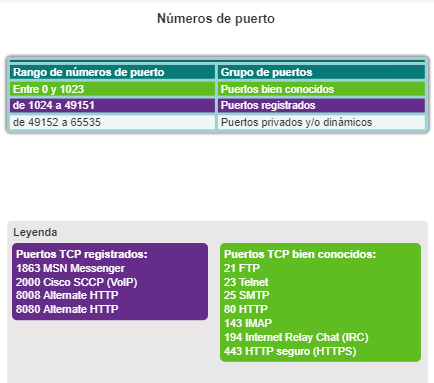 Números de puerto
Rango de números de puerto Grupo de puertos
Entre 0 y 1023 Puertos bien conocidos
de 1024 a 49151 Puertos registrados
de 49152 a 65535 Puertos privados y/o dinámicos
Leyenda
Puertos TCP registrados:
1863 MSN Messenger
2000 Cisco SCCP (VoIP)
8008 Alternate HTTP
8080 Alternate HTTP
Puertos TCP bien conocidos:
21 FTP
23 Telnet
25 SMTP
80 HTTP
143 IMAP
194 Internet Relay Chat (IRC)
443 HTTP seguro (HTTPS)